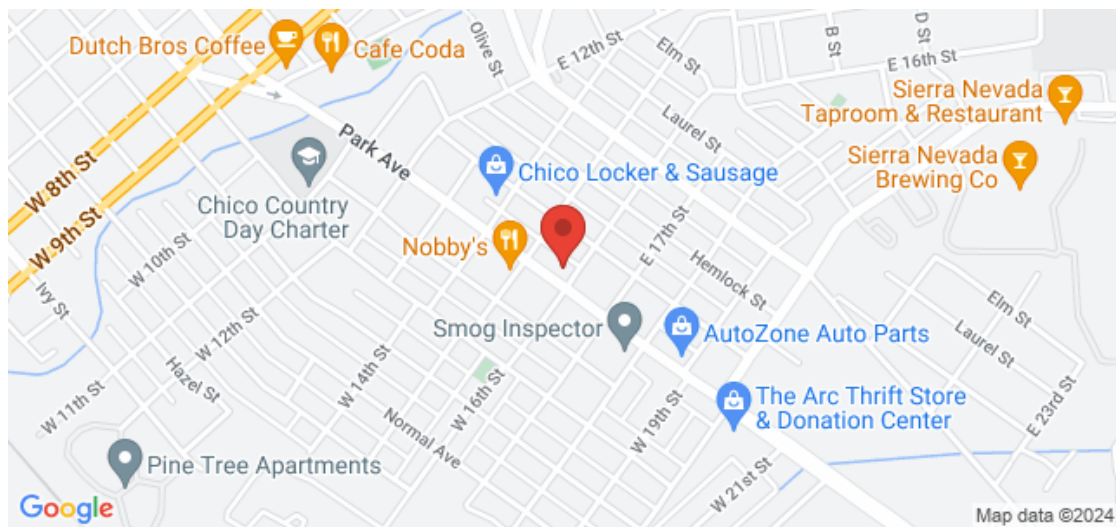 Dutch Bros Coffee
Cafe Coda
Olive St
E 12th St
Elm St
B St
D St
E 16th St
Sierra Nevada
Taproom & Restaurant
Laurel St
Park Ave
W 8th St
W 9th St
Chico Locker & Sausage
Sierra Nevada
Brewing Co
Chico Country
Day Charter
W 10th St
Nobby's
E 17th St
Hemlock St
Ivy St
W 12th St
Smog Inspector
AutoZone Auto Parts
Elm St
Laurel St
Hazel St
W 11th St
W 14th St
W 16th St
Normal Ave
The Arc Thrift Store
& Donation Center
E 23rd St
W 19th St
W 21st St
Pine Tree Apartments
Google
Map data ©2024